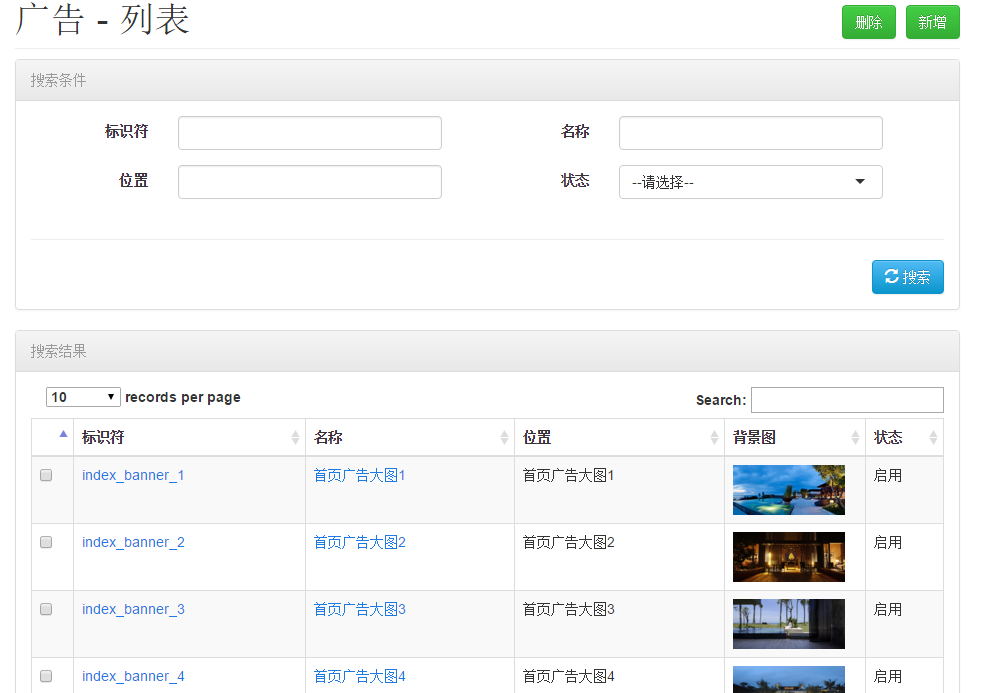 广告 - 列表
删除 新增
搜索条件
标识符 名称
位置 状态 --请选择--
搜索
搜索结果
10 records per page Search:
标识符 名称 位置 背景图 状态
index_banner_1 首页广告大图1 首页广告大图1 启用
index_banner_2 首页广告大图2 首页广告大图2 启用
index_banner_3 首页广告大图3 首页广告大图3 启用
index_banner_4 首页广告大图4 首页广告大图4 启用